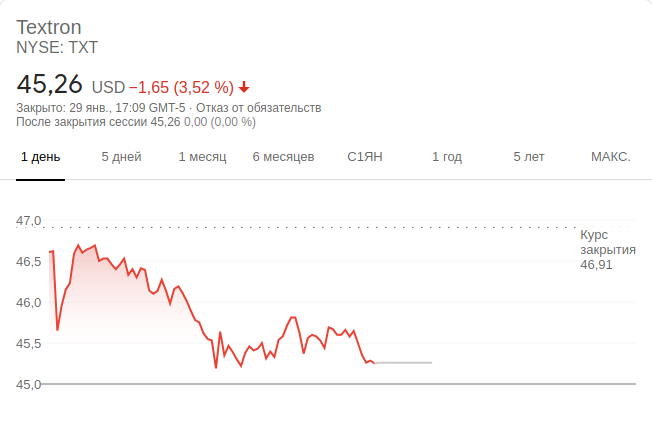 Textron
NYSE: TXT
45,26 USD −1,65 (3,52 %)
Закрыто: 29 янв., 17:09 GMT-5 · Отказ от обязательств
После закрытия сессии 45,26 0,00 (0,00 %)
1 день 5 дней 1 месяц 6 месяцев С1ЯН 1 год 5 лет МАКС.
47,0
Курс
закрытия
46,91
46,5
46,0
45,5
45,0